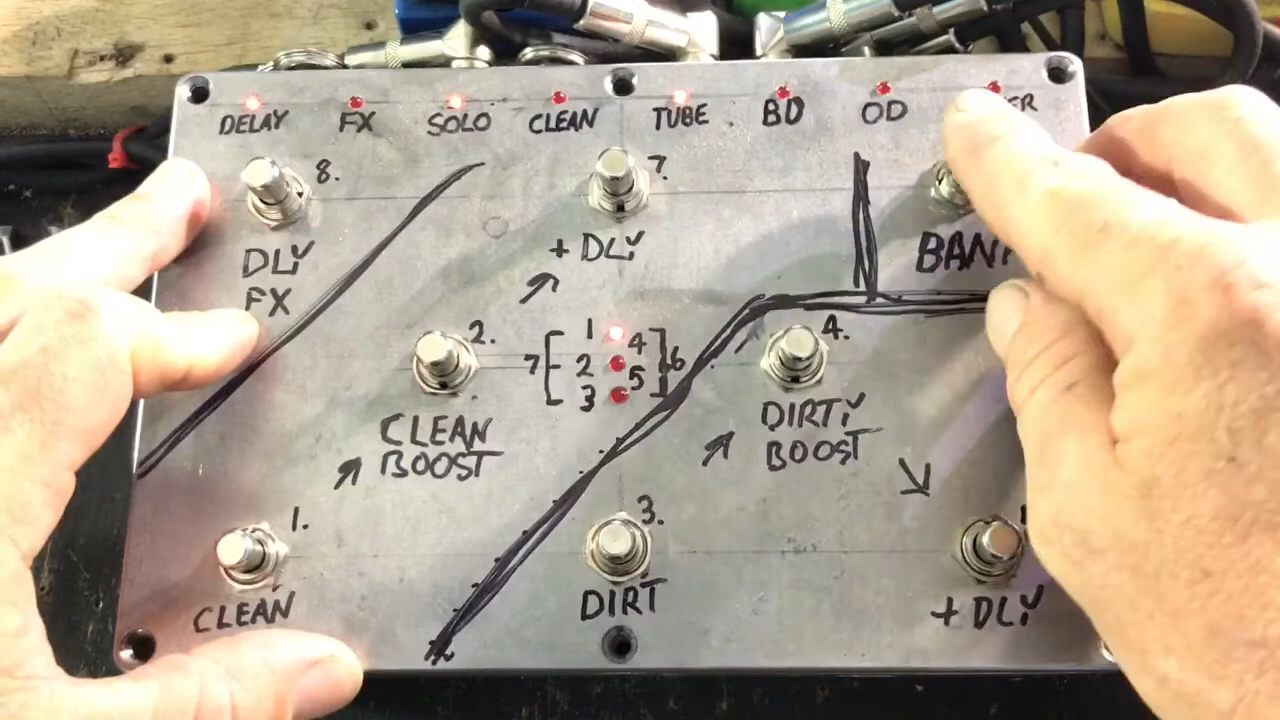 DELAY FX SOLO CLEAN TUBE BD OD
8. 7.
DLY
FX
+ DLY
BANK
2. 1 4 4.
7 2 5 6
3
CLEAN
BOOST
DIRTY
BOOST
1. 3.
CLEAN DIRT + DLY